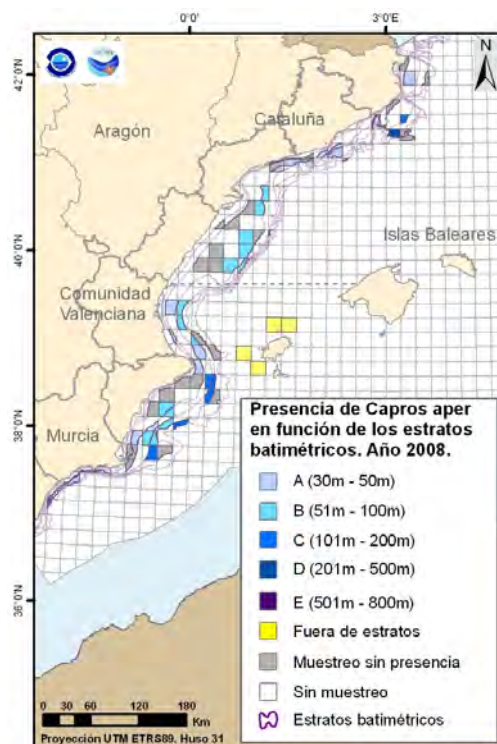 0°0' 3°0'E
N
42°0'N
Cataluña
Aragón
40°0'N
Islas Baleares
Comunidad
Valenciana
38°0'N
Murcia
36°0'N
Presencia de Capros aper
en función de los estratos
batimétricos. Año 2008.
A (30m - 50m)
B (51m - 100m)
C (101m - 200m)
D (201m - 500m)
E (501m - 800m)
Fuera de estratos
Muestreo sin presencia
Sin muestreo
Estratos batimétricos
0 30 60 120 180
Km
Proyección UTM ETRS89. Huso 31